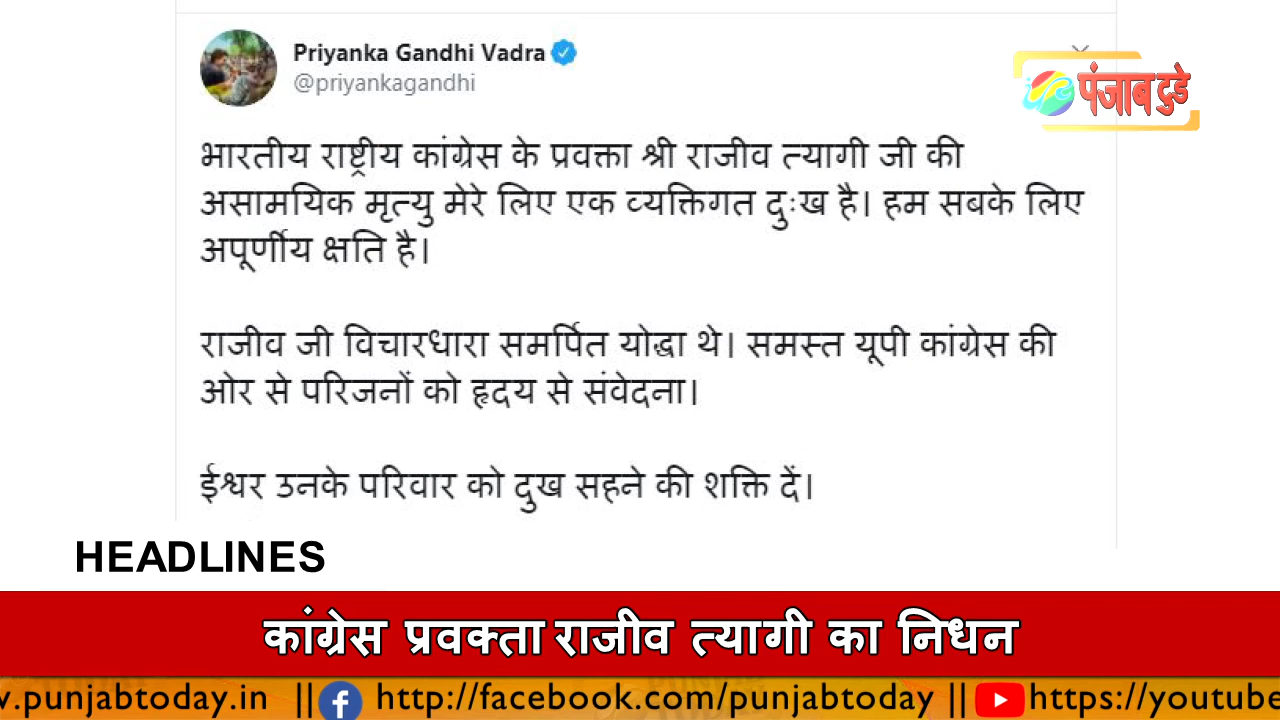 Priyanka Gandhi Vadra
@priyankagandhi
पंजाब टुडे
भारतीय राष्ट्रीय कांग्रेस के प्रवक्ता श्री राजीव त्यागी जी की
असामयिक मृत्यु मेरे लिए एक व्यक्तिगत दुःख है। हम सबके लिए
अपूर्णीय क्षति है।
राजीव जी विचारधारा समर्पित योद्धा थे। समस्त यूपी कांग्रेस की
ओर से परिजनों को हृदय से संवेदना।
ईश्वर उनके परिवार को दुख सहने की शक्ति दें।
HEADLINES
कांग्रेस प्रवक्ता राजीव त्यागी का निधन
.punjabtoday.in || http://facebook.com/punjabtoday || https://youtube